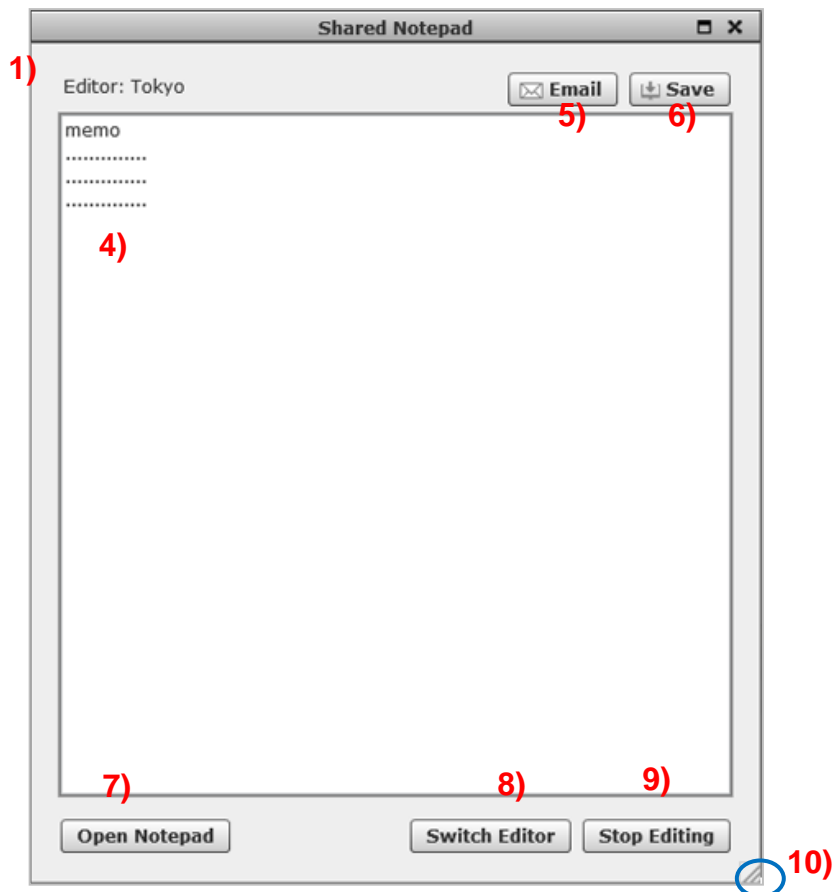 Shared Notepad
1)
Editor: Tokyo
Email
Save
5)
6)
memo
..............
..............
..............
4)
7)
8)
9)
Open Notepad
Switch Editor
Stop Editing
10)